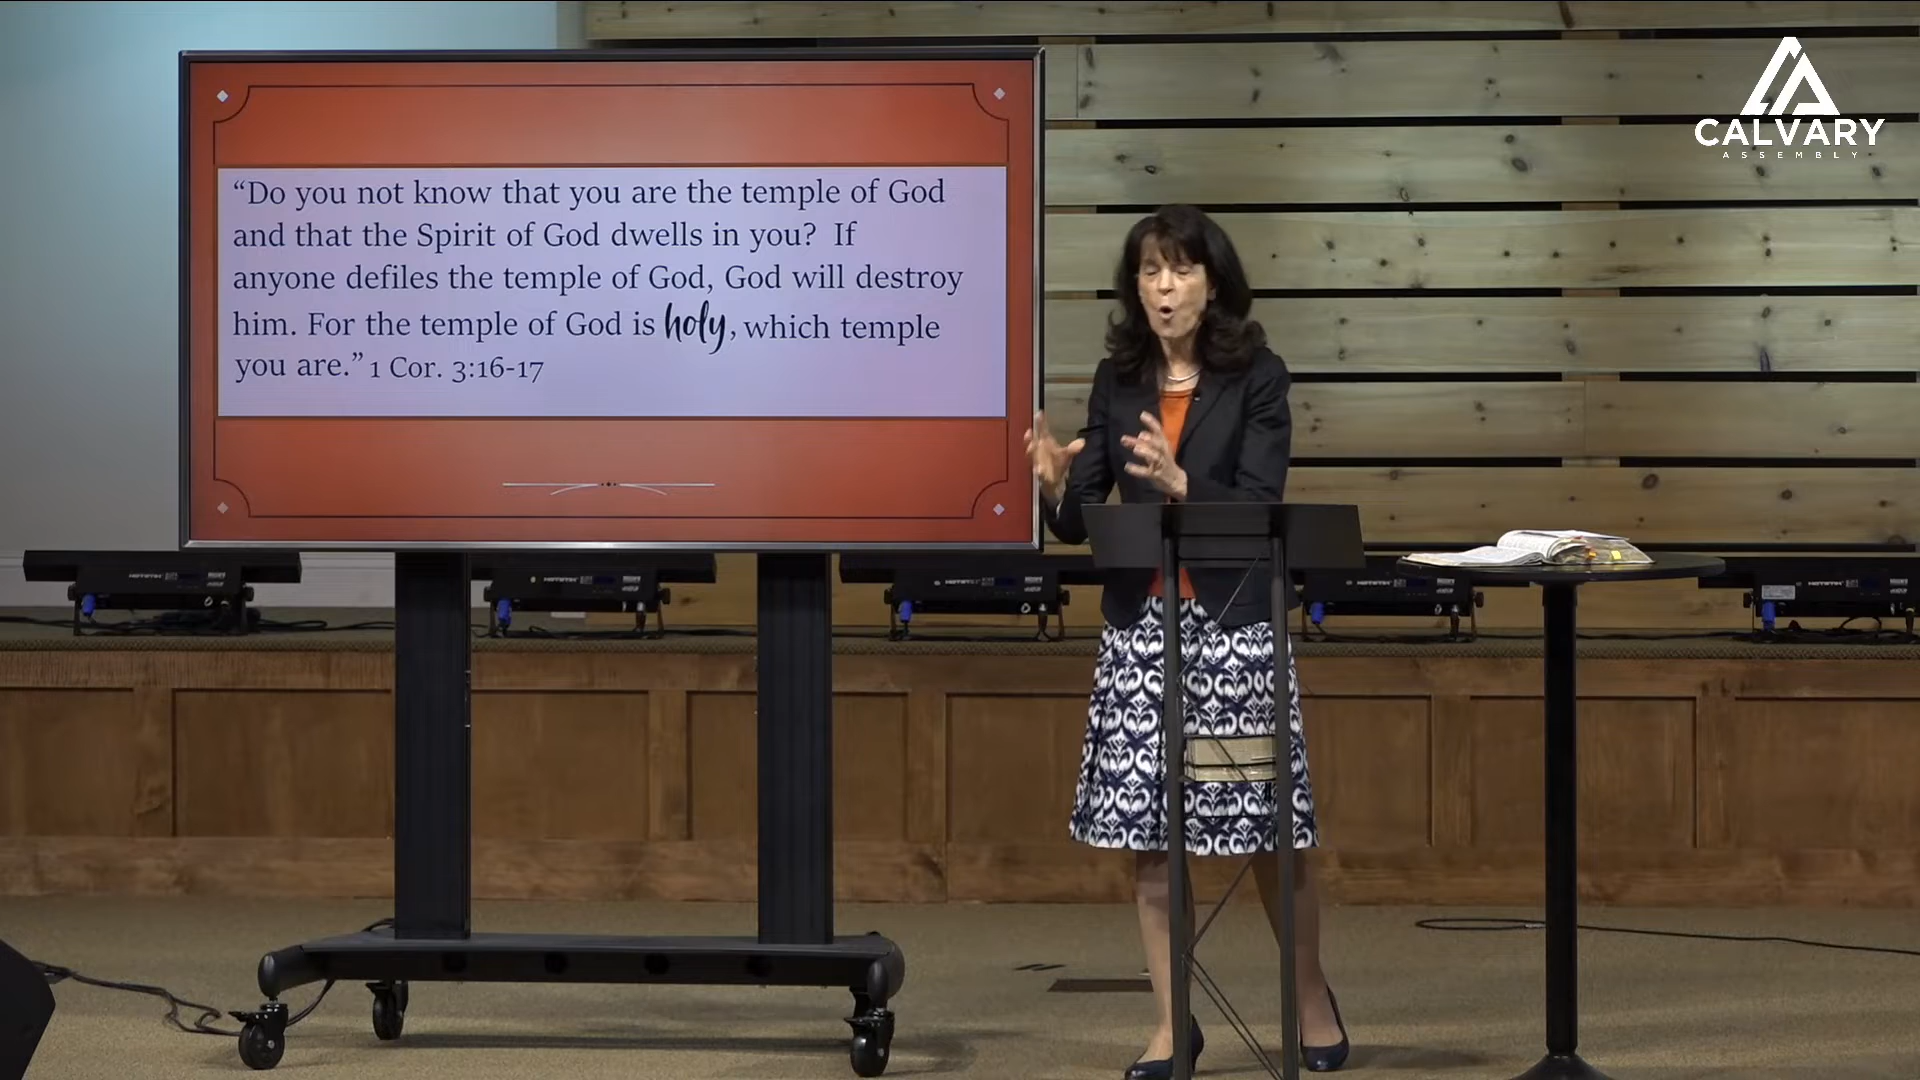 CALVARY
ASSEMBLY
“Do you not know that you are the temple of God
and that the Spirit of God dwells in you?  If
anyone defiles the temple of God, God will destroy
him. For the temple of God is holy, which temple
you are.” 1 Cor. 3:16-17